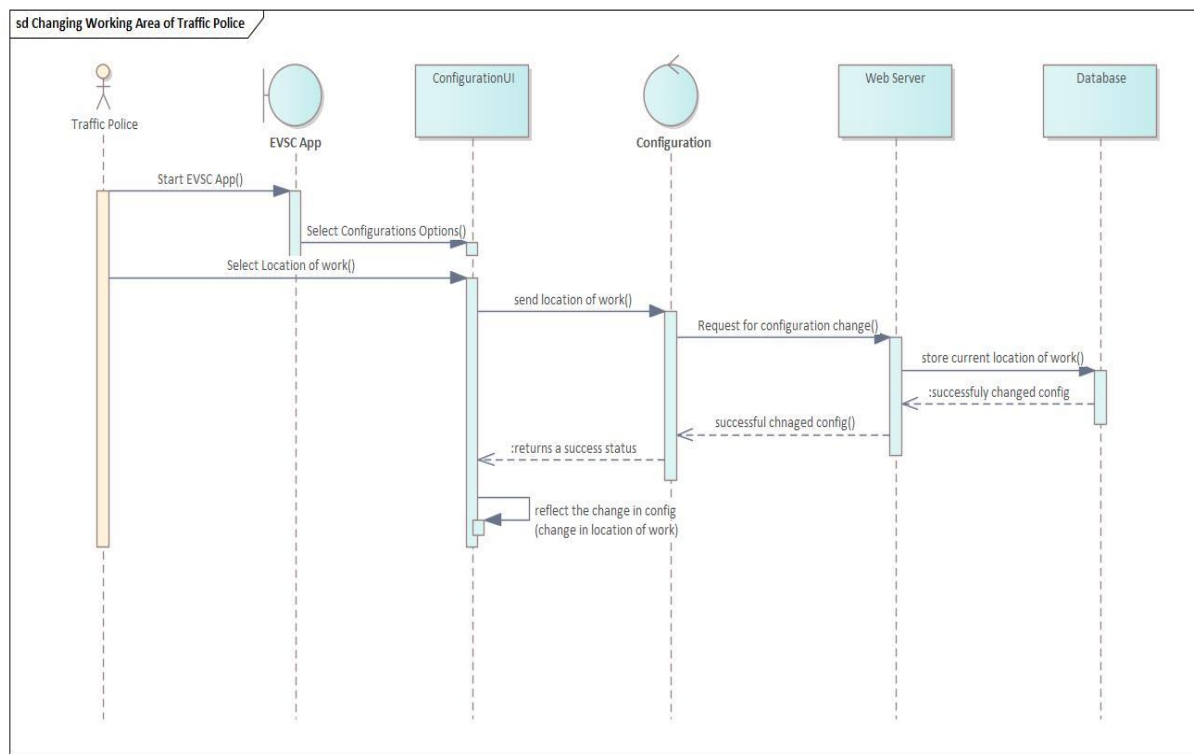 sd Changing Working Area of Traffic Police
Traffic Police
EVSC App
ConfigurationUI
Configuration
Web Server
Database
Start EVSC App()
Select Configurations Options()
Select Location of work()
send location of work()
Request for configuration change()
store current location of work()
:successfuly changed config
successful chnaged config()
:returns a success status
reflect the change in config
(change in location of work)